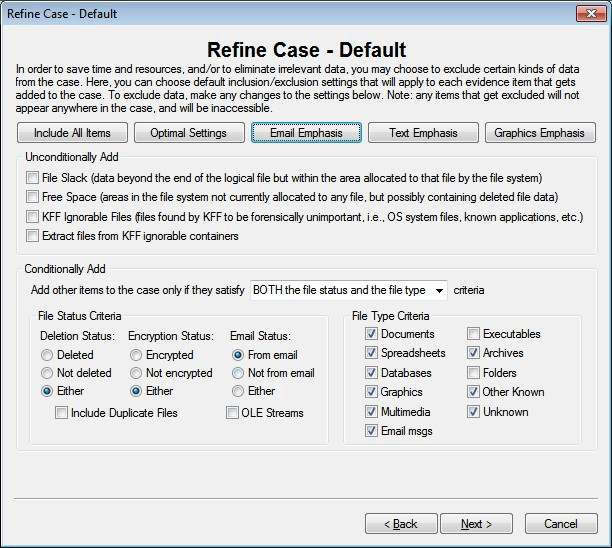 Refine Case - Default
Refine Case - Default
In order to save time and resources, and/or to eliminate irrelevant data, you may choose to exclude certain kinds of data
from the case. Here, you can choose default inclusion/exclusion settings that will apply to each evidence item that gets
added to the case. To exclude data, make any changes to the settings below. Note: any items that get excluded will not
appear anywhere in the case, and will be inaccessible.
Include All Items Optimal Settings Email Emphasis Text Emphasis Graphics Emphasis
Unconditionally Add
File Slack (data beyond the end of the logical file but within the area allocated to that file by the file system)
Free Space (areas in the file system not currently allocated to any file, but possibly containing deleted file data)
KFF Ignorable Files (files found by KFF to be forensically unimportant, i.e., OS system files, known applications, etc.)
Extract files from KFF ignorable containers
Conditionally Add
Add other items to the case only if they satisfy BOTH the file status and the file type criteria
File Status Criteria
Deletion Status: Encryption Status: Email Status:
Deleted Encrypted From email
Not deleted Not encrypted Not from email
Either Either Either
Include Duplicate Files OLE Streams
File Type Criteria
Documents Executables
Spreadsheets Archives
Databases Folders
Graphics Other Known
Multimedia Unknown
Email msgs
< Back Next > Cancel